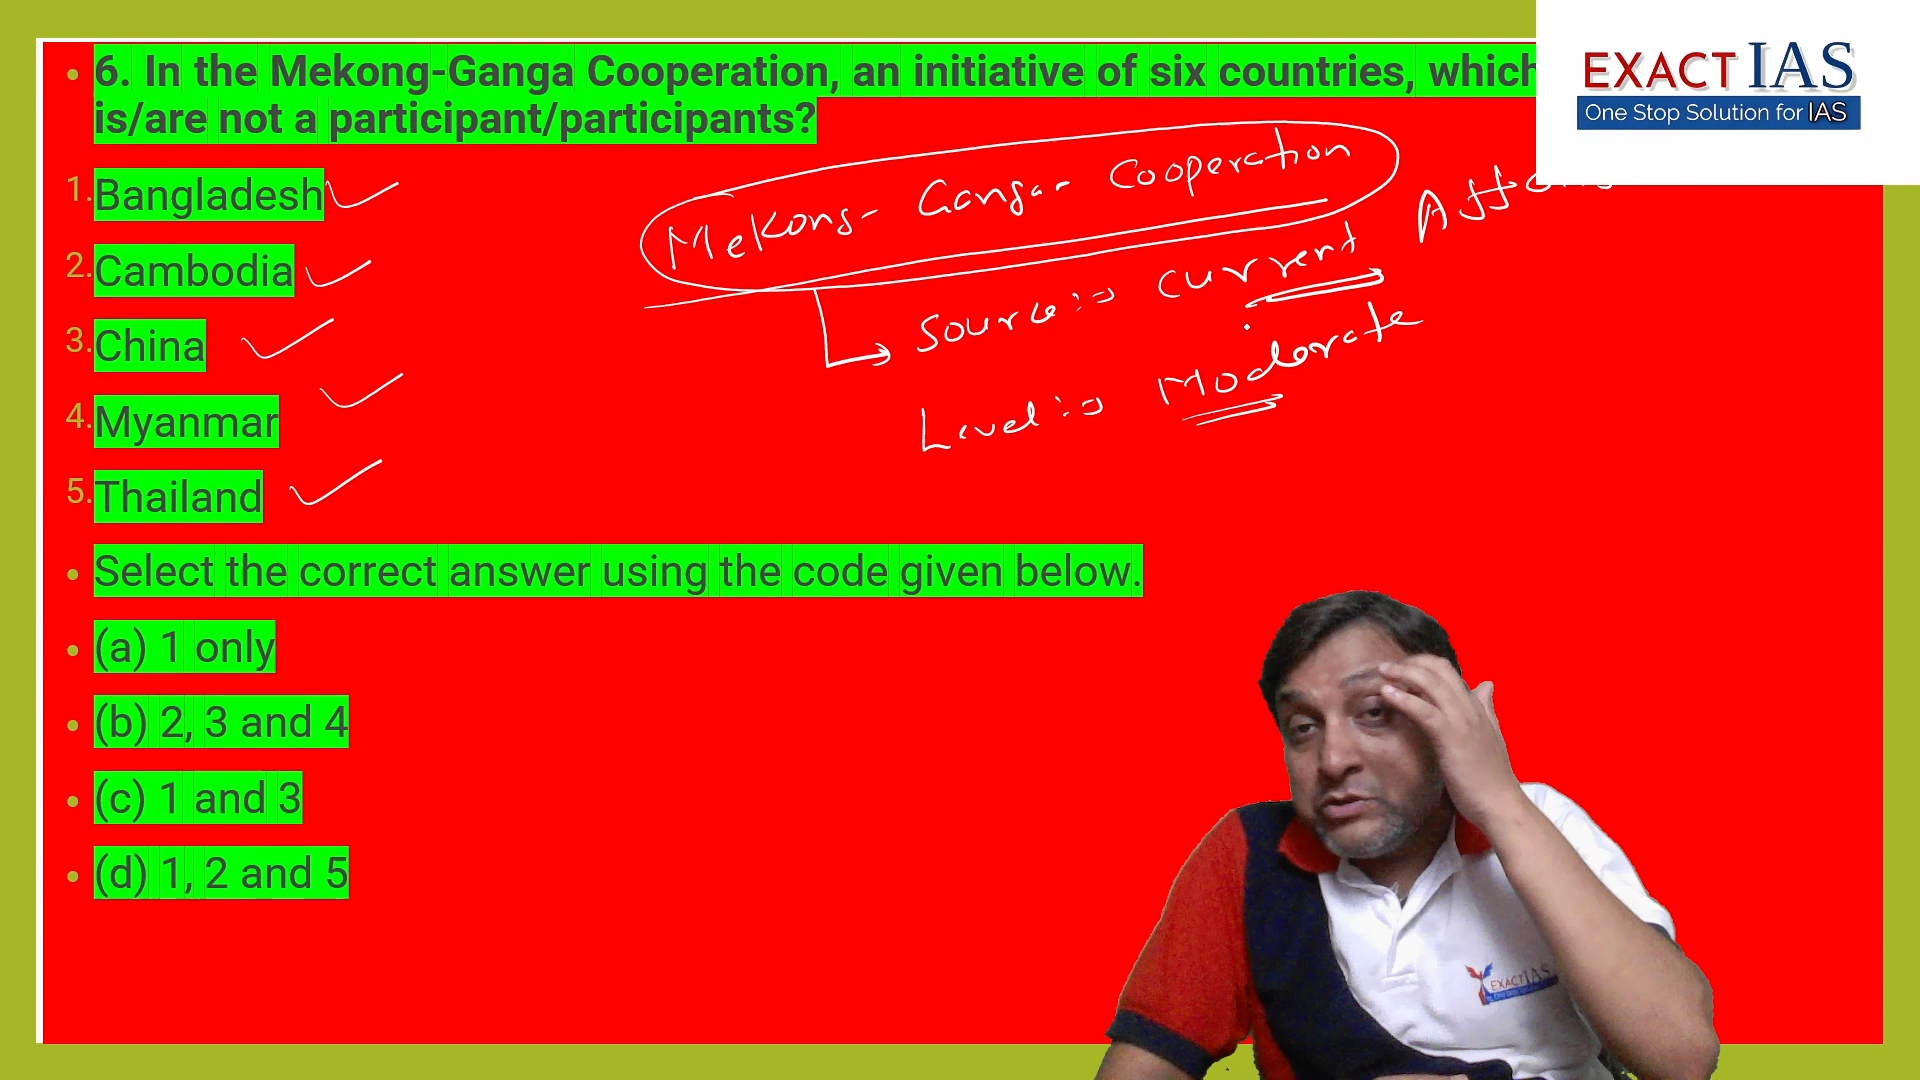 6. In the Mekong-Ganga Cooperation, an initiative of six countries, which
is/are not a participant/participants?
EXACT IAS
One Stop Solution for IAS
Mekong- Ganga- Cooperation
1. Bangladesh
2. Cambodia
Source:= Current
3. China
Level:= Moderate
4. Myanmar
5. Thailand
Select the correct answer using the code given below.
(a) 1 only
(b) 2, 3 and 4
(c) 1 and 3
(d) 1, 2 and 5
EXACT IAS